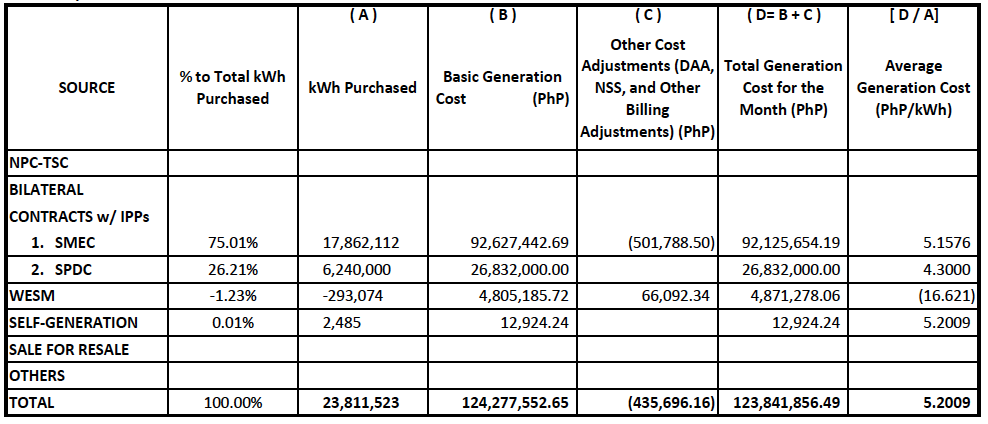 ( A ) ( B ) ( C ) ( D= B + C ) [ D / A]
SOURCE % to Total kWh Purchased kWh Purchased Basic Generation Cost (PhP) Other Cost Adjustments (DAA, NSS, and Other Billing Adjustments) (PhP) Total Generation Cost for the Month (PhP) Average Generation Cost (PhP/kWh)
NPC-TSC
BILATERAL
CONTRACTS w/ IPPs
1. SMEC 75.01% 17,862,112 92,627,442.69 (501,788.50) 92,125,654.19 5.1576
2. SPDC 26.21% 6,240,000 26,832,000.00 26,832,000.00 4.3000
WESM -1.23% -293,074 4,805,185.72 66,092.34 4,871,278.06 (16.621)
SELF-GENERATION 0.01% 2,485 12,924.24 12,924.24 5.2009
SALE FOR RESALE
OTHERS
TOTAL 100.00% 23,811,523 124,277,552.65 (435,696.16) 123,841,856.49 5.2009